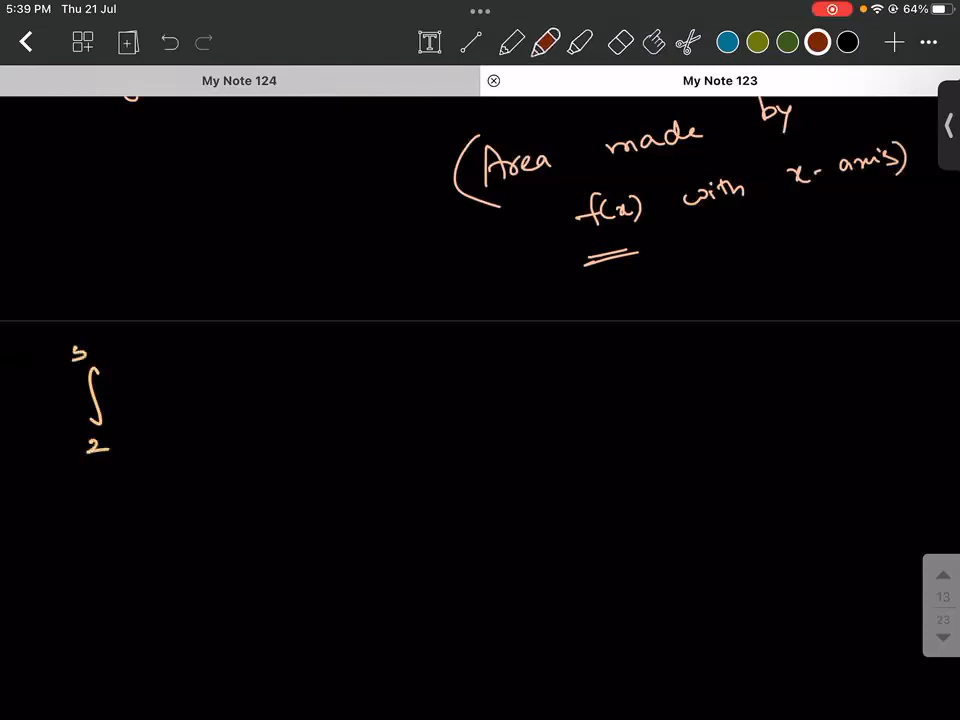 5:39 PM Thu 21 Jul
64%
My Note 124
My Note 123
(Area made by
f(x) with x-axis)
5
∫
2
13
23